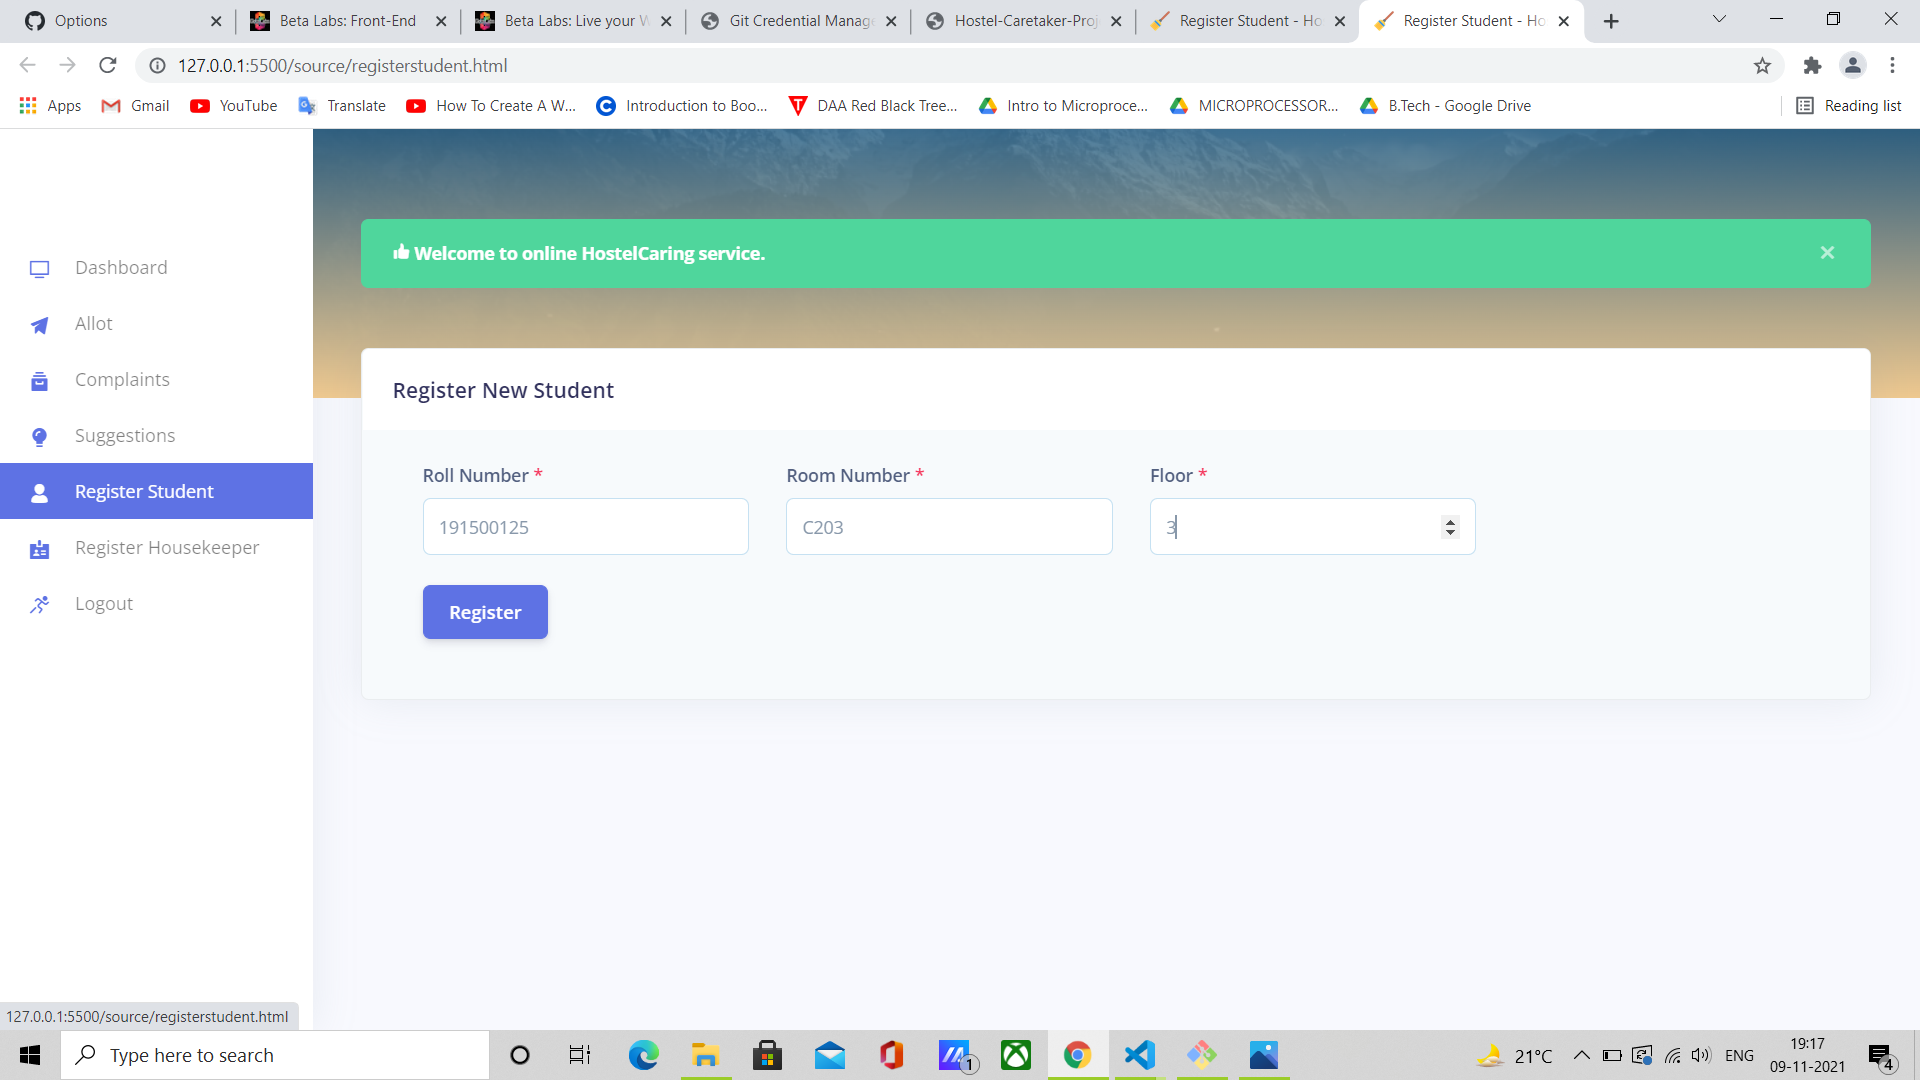 Options
Beta Labs: Front-End
Beta Labs: Live your W
Git Credential Manage
Hostel-Caretaker-Proj
Register Student - Ho
Register Student - Ho
127.0.0.1:5500/source/registerstudent.html
Apps
Gmail
YouTube
Translate
How To Create A W...
Introduction to Boo...
DAA Red Black Tree...
Intro to Microproce...
MICROPROCESSOR...
B.Tech - Google Drive
Reading list
Welcome to online HostelCaring service.
Dashboard
Allot
Complaints
Suggestions
Register Student
Register Housekeeper
Logout
Register New Student
Roll Number *
Room Number *
Floor *
191500125
C203
3
Register
127.0.0.1:5500/source/registerstudent.html
Type here to search
1
21°C
ENG
19:17
09-11-2021
4